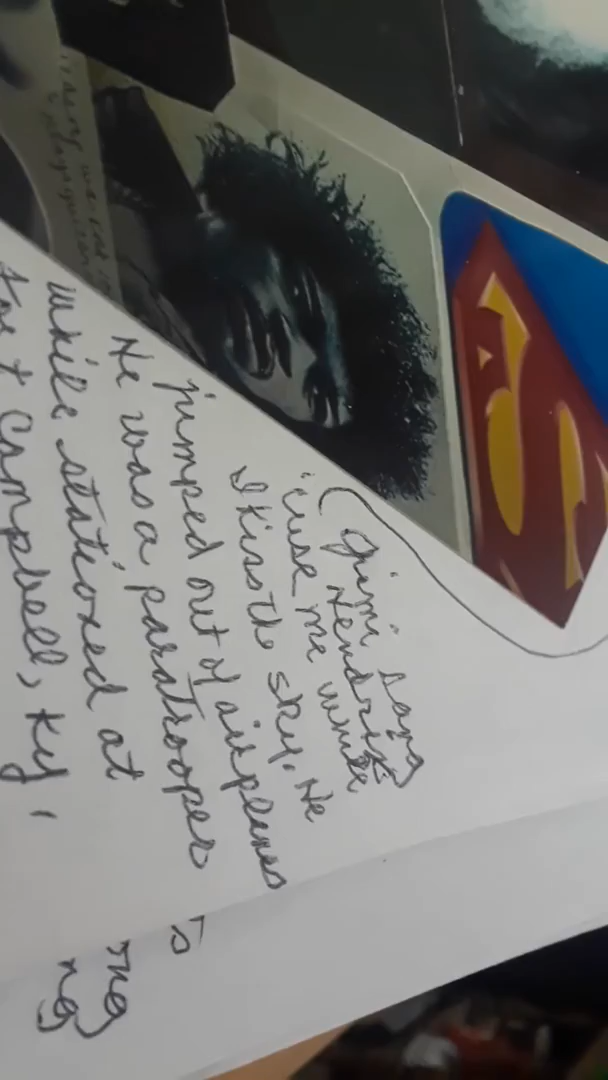 Gimi sang
Hendrix
'cuse me while
I kiss the sky. He
jumped out of airplanes
He was a paratrooper
while stationed at
Fort Campbell, Ky,
S